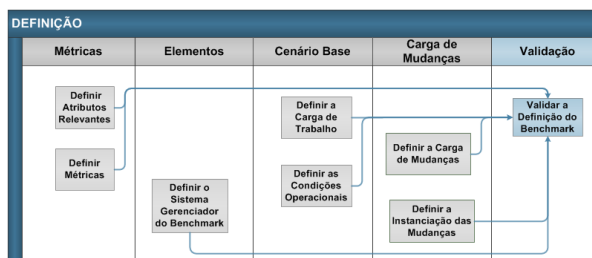 DEFINIÇÃO
Métricas
Elementos
Cenário Base
Carga de
Mudanças
Validação
Definir
Atributos
Relevantes
Definir
Métricas
Definir o
Sistema
Gerenciador
do Benchmark
Definir a
Carga de
Trabalho
Definir as
Condições
Operacionais
Definir a Carga
de Mudanças
Definir a
Instanciação das
Mudanças
Validar a
Definição do
Benchmark